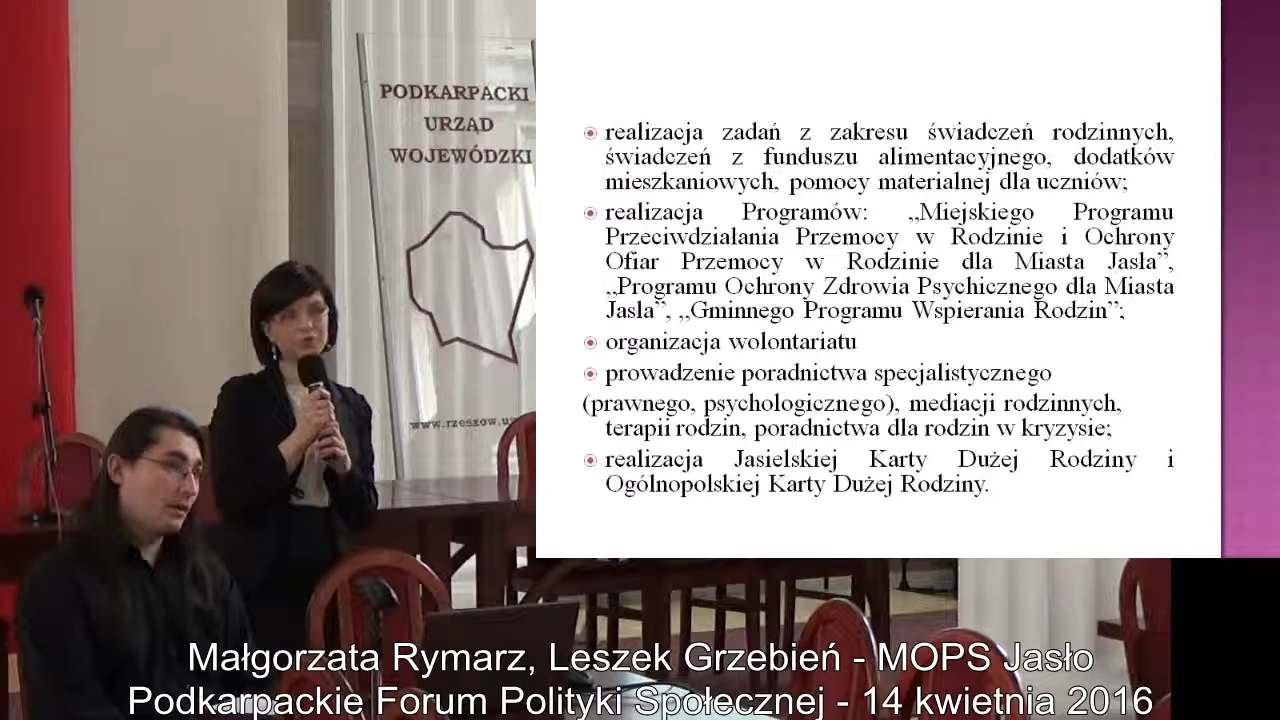 PODKARPACKI
URZĄD
WOJEWÓDZKI
www.rzeszow.u
realizacja zadań z zakresu świadczeń rodzinnych,
świadczeń z funduszu alimentacyjnego, dodatków
mieszkaniowych, pomocy materialnej dla uczniów;
realizacja Programów: „Miejskiego Programu
Przeciwdziałania Przemocy w Rodzinie i Ochrony
Ofiar Przemocy w Rodzinie dla Miasta Jasła”,
„Programu Ochrony Zdrowia Psychicznego dla Miasta
Jasła”, „Gminnego Programu Wspierania Rodzin”;
organizacja wolontariatu
prowadzenie poradnictwa specjalistycznego
(prawnego, psychologicznego), mediacji rodzinnych,
terapii rodzin, poradnictwa dla rodzin w kryzysie;
realizacja Jasielskiej Karty Dużej Rodziny i
Ogólnopolskiej Karty Dużej Rodziny.
Małgorzata Rymarz, Leszek Grzebień - MOPS Jasło
Podkarpackie Forum Polityki Społecznej - 14 kwietnia 2016